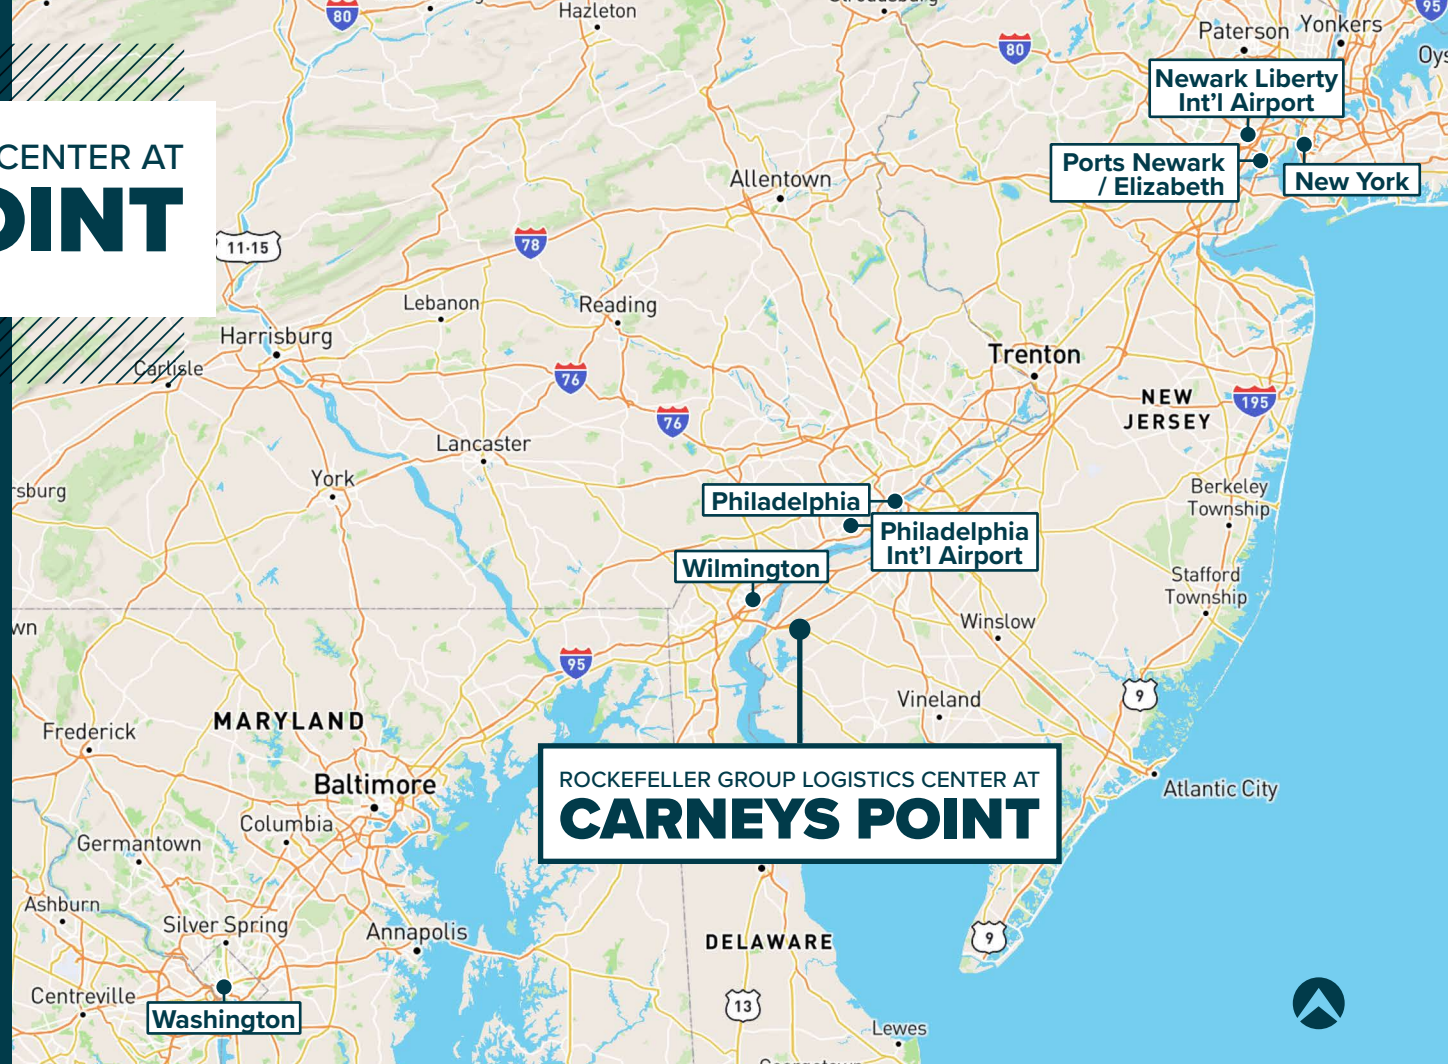 80
Hazleton
Paterson
Yonkers
95
80
Newark Liberty
Int'l Airport
CENTER AT
Ports Newark
/ Elizabeth
New York
Allentown
11·15
78
Lebanon
Reading
Harrisburg
Carlisle
Trenton
76
NEW
JERSEY
195
76
Lancaster
York
Berkeley
Township
Philadelphia
Philadelphia
Int'l Airport
Wilmington
Stafford
Township
Winslow
95
9
Vineland
MARYLAND
Frederick
Baltimore
ROCKEFELLER GROUP LOGISTICS CENTER AT
CARNEYS POINT
Atlantic City
Columbia
Germantown
Ashburn
Silver Spring
Annapolis
DELAWARE
9
Centreville
13
Washington
Lewes